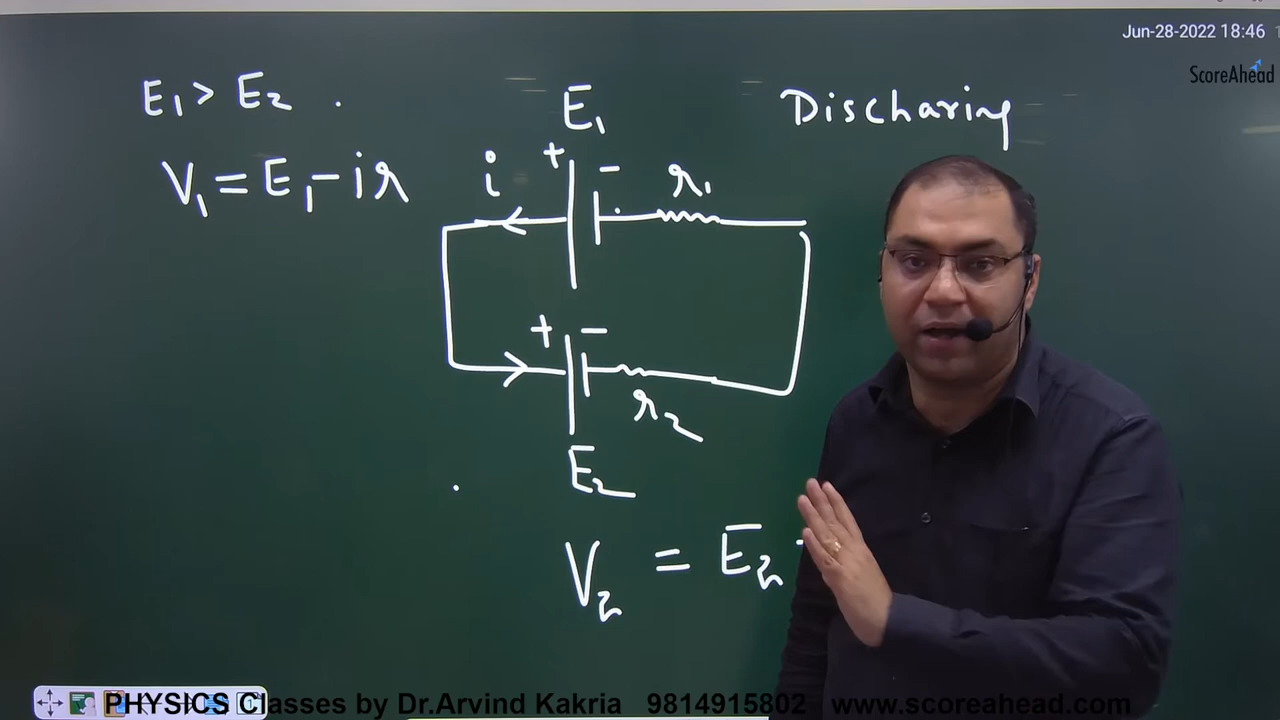 Jun-28-2022 18:46
ScoreAhead
E₁ > E₂ .
E₁
Discharing
V₁ = E₁ - ir
i
+ -
r₁
+ -
r₂
E₂
V₂ = E₂
PHYSICS Classes by Dr.Arvind Kakria 9814915802 www.scoreahead.com